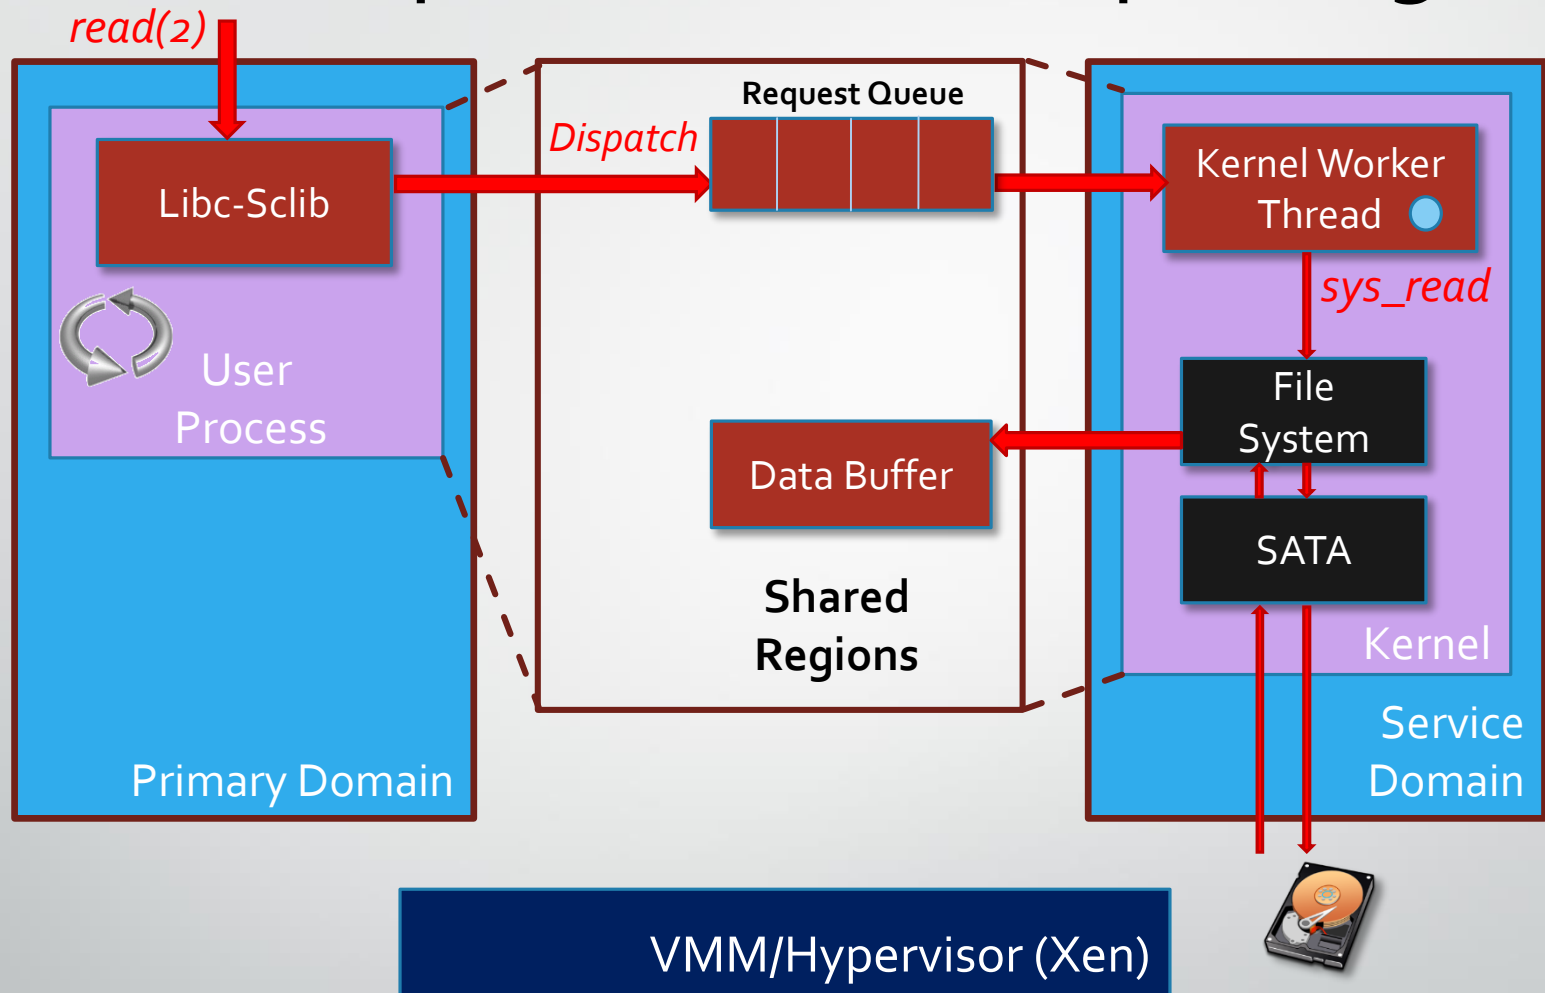 read(2)
Request Queue
Dispatch
Libc-Sclib
Kernel Worker
Thread
sys_read
User
Process
File
System
Data Buffer
SATA
Shared
Regions
Kernel
Primary Domain
Service
Domain
VMM/Hypervisor (Xen)